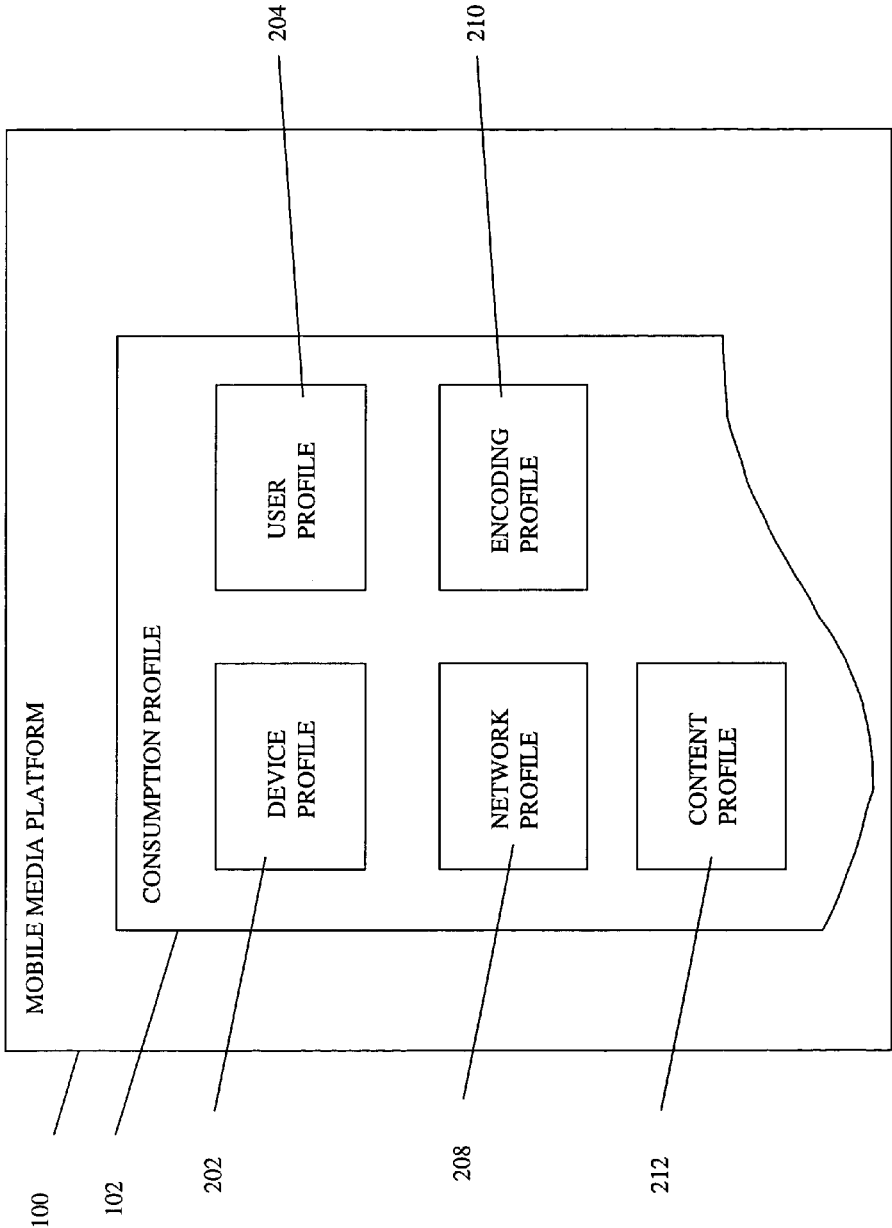 MOBILE MEDIA PLATFORM
CONSUMPTION PROFILE
DEVICE
PROFILE
USER
PROFILE
NETWORK
PROFILE
ENCODING
PROFILE
CONTENT
PROFILE
100
102
202
208
212
204
210